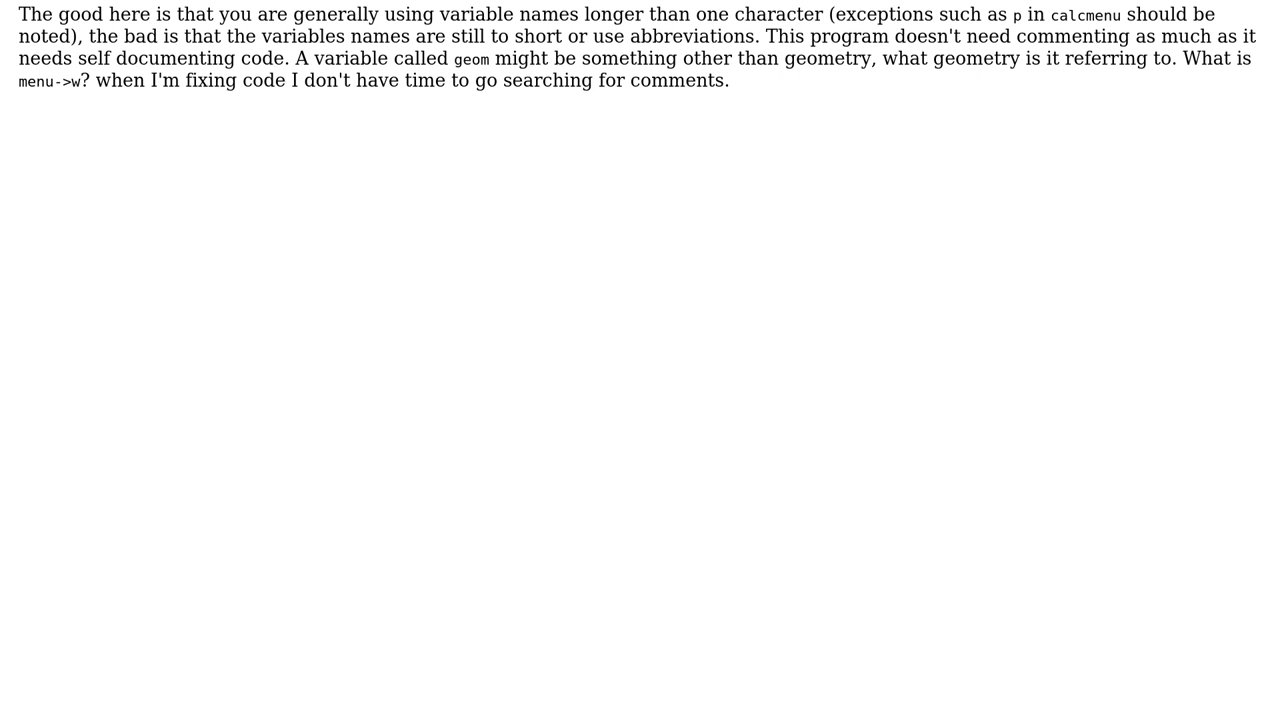 The good here is that you are generally using variable names longer than one character (exceptions such as p in calcmenu should be
noted), the bad is that the variables names are still to short or use abbreviations. This program doesn't need commenting as much as it
needs self documenting code. A variable called geom might be something other than geometry, what geometry is it referring to. What is
menu->w? when I'm fixing code I don't have time to go searching for comments.